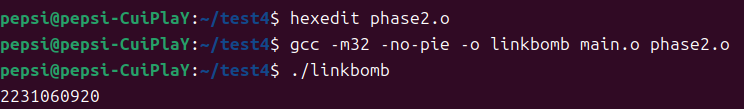 pepsi@pepsi-CuiPlaY:~/test4$ hexedit phase2.o
pepsi@pepsi-CuiPlaY:~/test4$ gcc -m32 -no-pie -o linkbomb main.o phase2.o
pepsi@pepsi-CuiPlaY:~/test4$ ./linkbomb
2231060920